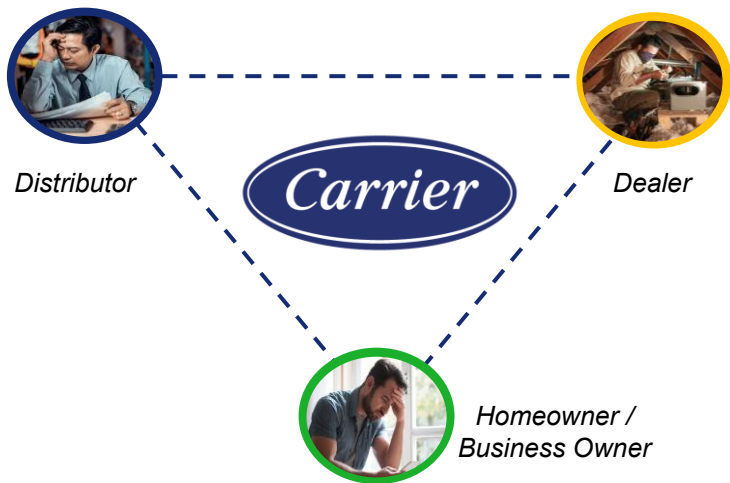 Distributor
Carrier
Dealer
Homeowner /
Business Owner